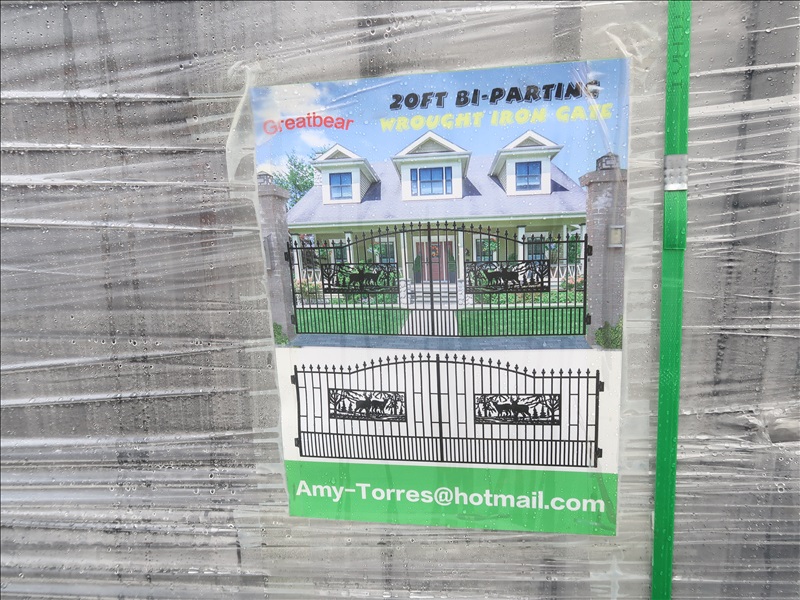 Greatbear
20FT BI-PARTING
WROUGHT IRON GATE
Amy-Torres@hotmail.com